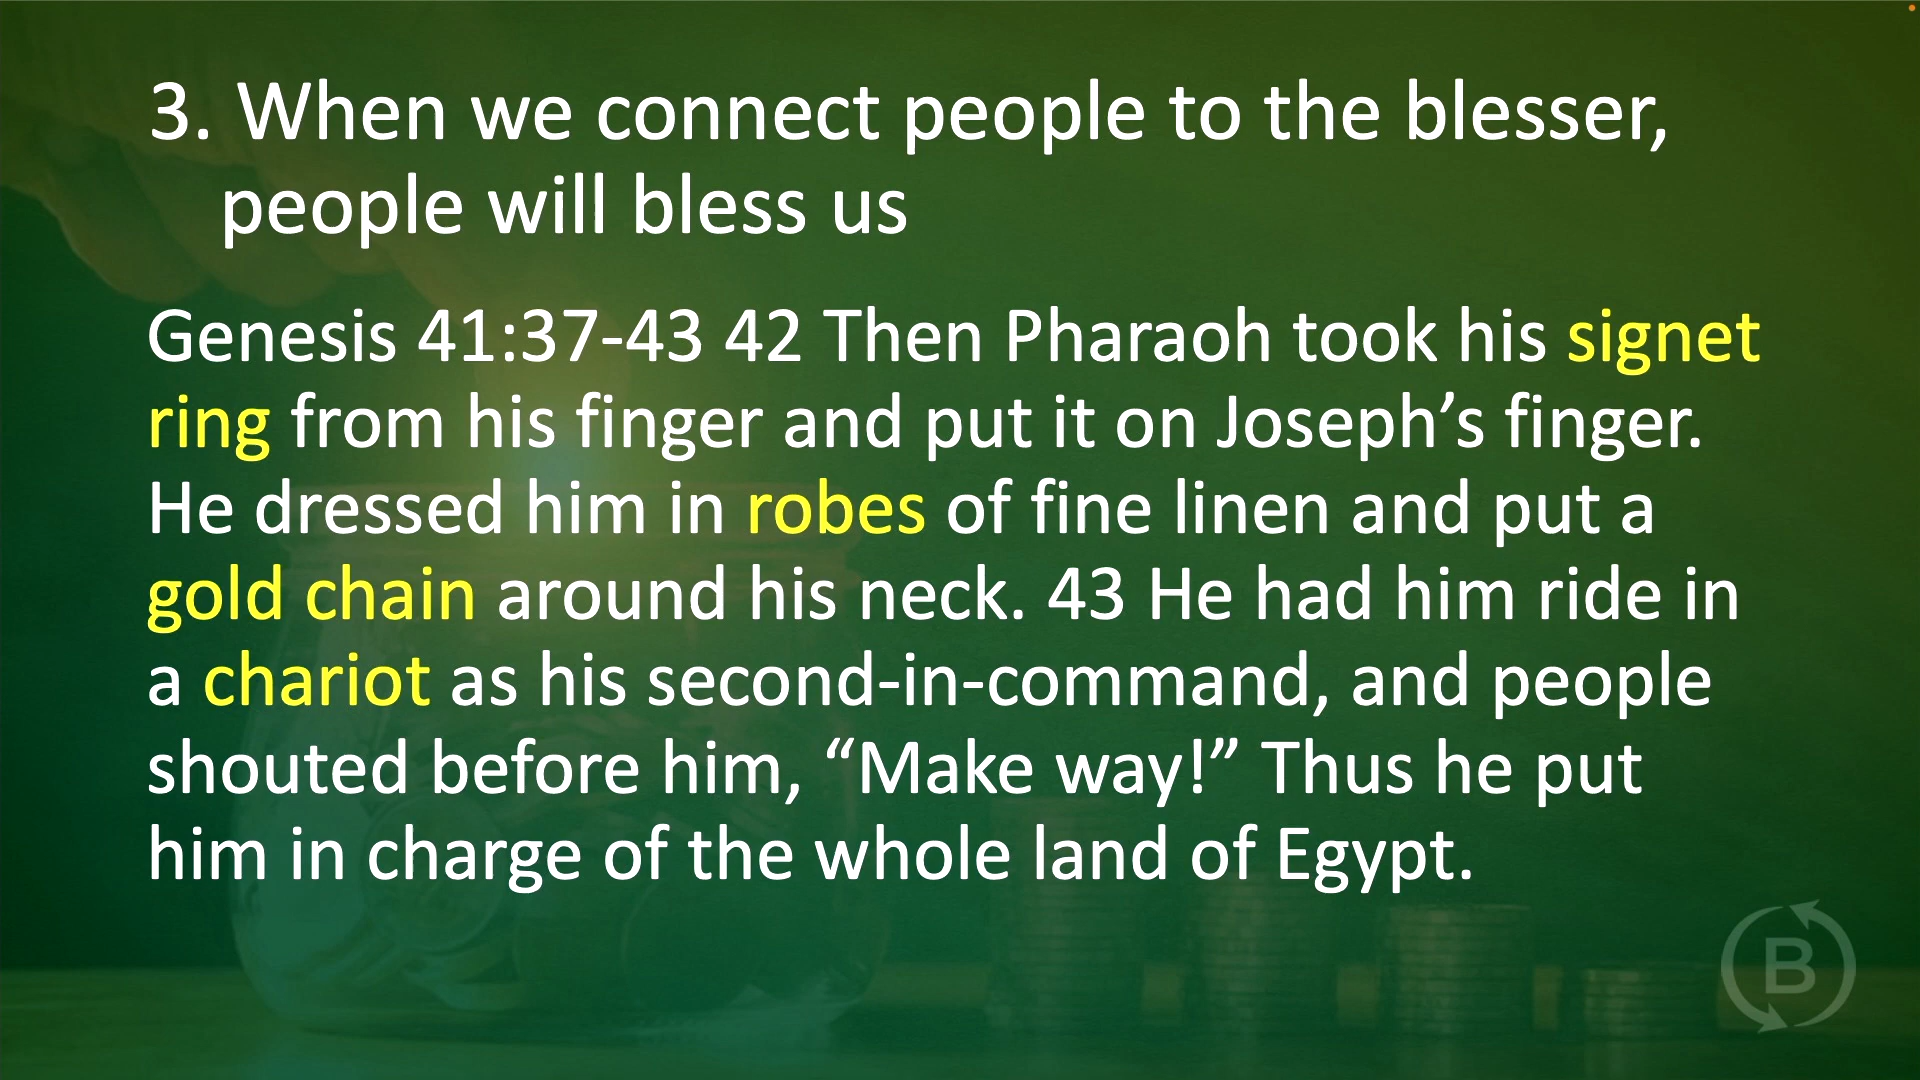 3. When we connect people to the blesser,
people will bless us
Genesis 41:37-43 42 Then Pharaoh took his signet
ring from his finger and put it on Joseph’s finger.
He dressed him in robes of fine linen and put a
gold chain around his neck. 43 He had him ride in
a chariot as his second-in-command, and people
shouted before him, “Make way!” Thus he put
him in charge of the whole land of Egypt.
B